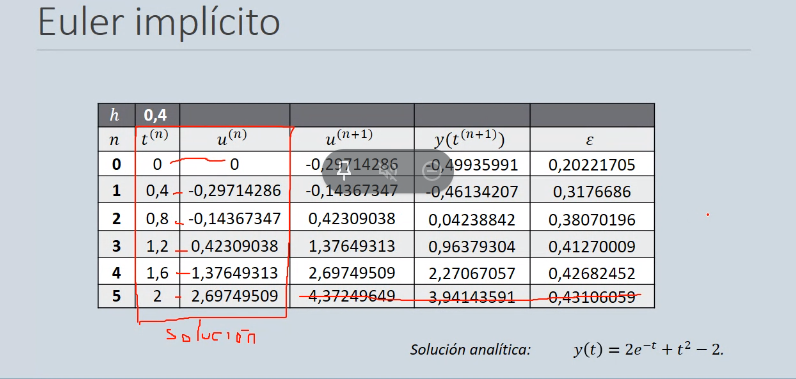 Euler implícito
h 0,4
n t^(n) u^(n) u^(n+1) y(t^(n+1)) ε
0 0 0 -0,29714286 -0,49935991 0,20221705
1 0,4 -0,29714286 -0,14367347 -0,46134207 0,3176686
2 0,8 -0,14367347 0,42309038 0,04238842 0,38070196
3 1,2 0,42309038 1,37649313 0,96379304 0,41270009
4 1,6 1,37649313 2,69749509 2,27067057 0,42682452
5 2 2,69749509 4,37249649 3,94143591 0,43106059
SOLUCIÓN
Solución analítica: y(t) = 2e^-t + t^2 − 2.